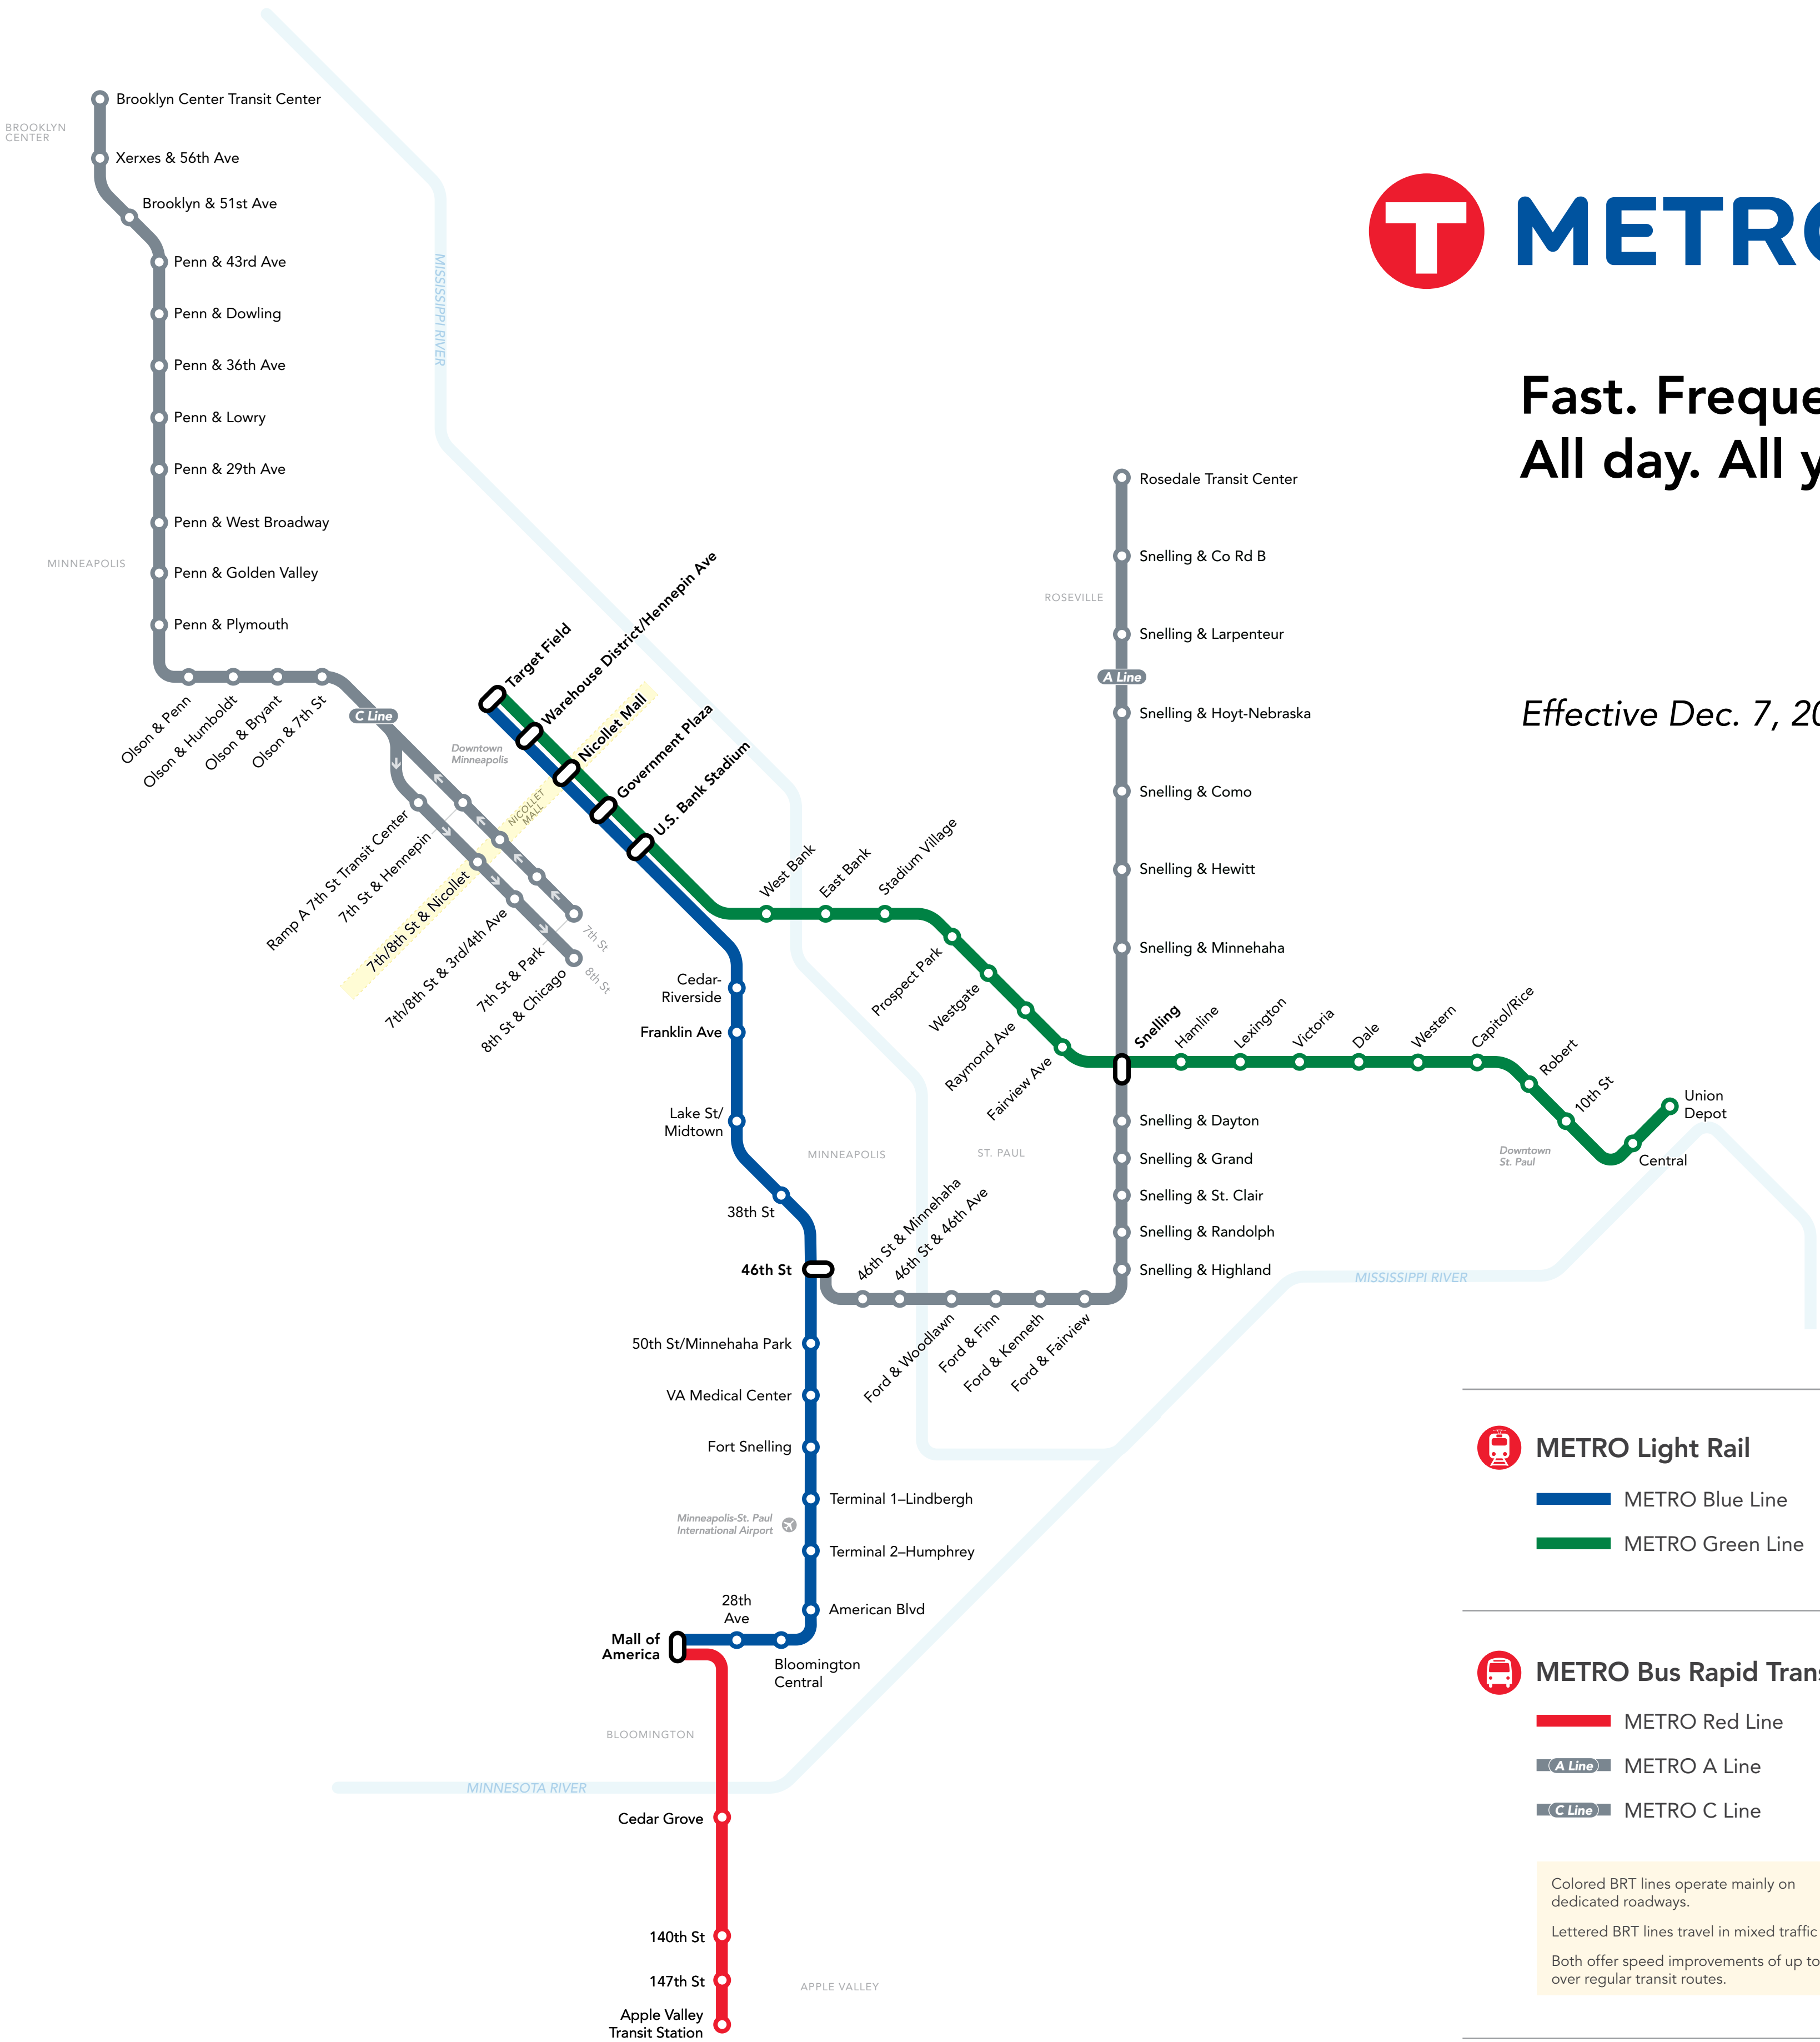 Brooklyn Center Transit Center
BROOKLYN
CENTER
Xerxes & 56th Ave
Brooklyn & 51st Ave
Penn & 43rd Ave
Penn & Dowling
Penn & 36th Ave
Penn & Lowry
Penn & 29th Ave
Penn & West Broadway
MINNEAPOLIS
Penn & Golden Valley
Penn & Plymouth
Olson & Penn
Olson & Humboldt
Olson & Bryant
Olson & 7th St
C Line
Ramp A 7th St Transit Center
7th St & Hennepin
7th/8th St & Nicollet
7th/8th St & 3rd/4th Ave
7th St & Park
8th St & Chicago
7th St
8th St
Downtown
Minneapolis
NICOLLET
MALL
MISSISSIPPI RIVER
Target Field
Warehouse District/Hennepin Ave
Nicollet Mall
Government Plaza
U.S. Bank Stadium
West Bank
East Bank
Stadium Village
Prospect Park
Westgate
Raymond Ave
Fairview Ave
Snelling
Hamline
Lexington
Victoria
Dale
Western
Capitol/Rice
Robert
10th St
Central
Union
Depot
Downtown
St. Paul
Rosedale Transit Center
Snelling & Co Rd B
ROSEVILLE
Snelling & Larpenteur
A Line
Snelling & Hoyt-Nebraska
Snelling & Como
Snelling & Hewitt
Snelling & Minnehaha
Snelling & Dayton
Snelling & Grand
Snelling & St. Clair
Snelling & Randolph
Snelling & Highland
MINNEAPOLIS
ST. PAUL
46th St & Minnehaha
46th St & 46th Ave
Ford & Woodlawn
Ford & Finn
Ford & Kenneth
Ford & Fairview
MISSISSIPPI RIVER
Cedar-
Riverside
Franklin Ave
Lake St/
Midtown
38th St
46th St
50th St/Minnehaha Park
VA Medical Center
Fort Snelling
Terminal 1–Lindbergh
Minneapolis-St. Paul
International Airport
Terminal 2–Humphrey
American Blvd
28th
Ave
Bloomington
Central
Mall of
America
BLOOMINGTON
MINNESOTA RIVER
Cedar Grove
140th St
147th St
APPLE VALLEY
Apple Valley
Transit Station
T METRO
Fast. Freque
All day. All y
Effective Dec. 7, 20
METRO Light Rail
METRO Blue Line
METRO Green Line
METRO Bus Rapid Trans
METRO Red Line
A Line METRO A Line
C Line METRO C Line
Colored BRT lines operate mainly on
dedicated roadways.
Lettered BRT lines travel in mixed traffic
Both offer speed improvements of up to
over regular transit routes.